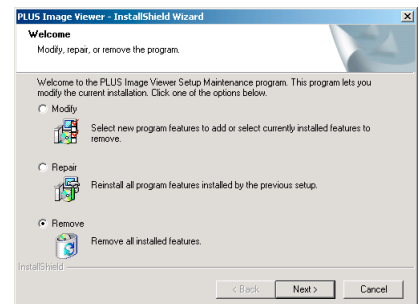 PLUS Image Viewer - InstallShield Wizard
Welcome
Modify, repair, or remove the program.
Welcome to the PLUS Image Viewer Setup Maintenance program. This program lets you
modify the current installation. Click one of the options below.
Modify
Select new program features to add or select currently installed features to
remove.
Repair
Reinstall all program features installed by the previous setup.
Remove
Remove all installed features.
InstallShield
< Back Next > Cancel